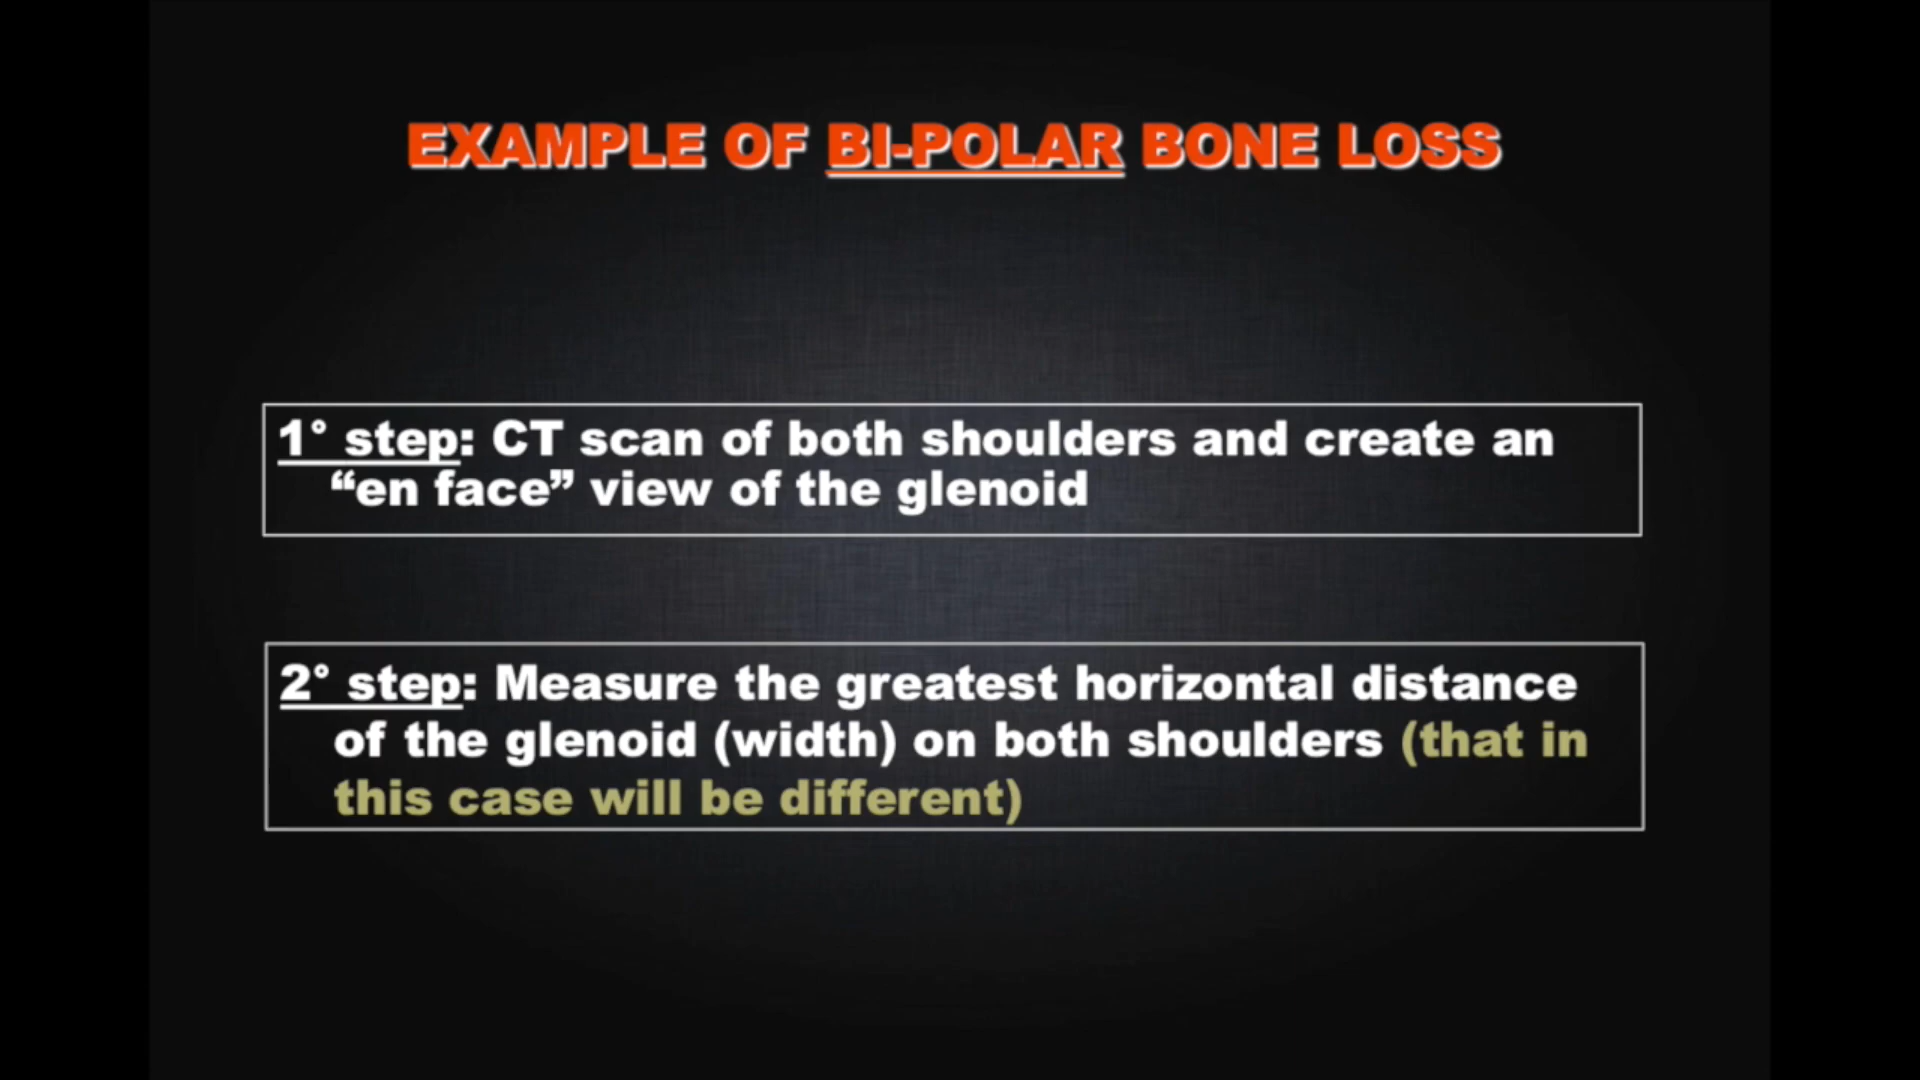 EXAMPLE OF BI-POLAR BONE LOSS
1° step: CT scan of both shoulders and create an
“en face” view of the glenoid
2° step: Measure the greatest horizontal distance
of the glenoid (width) on both shoulders (that in
this case will be different)